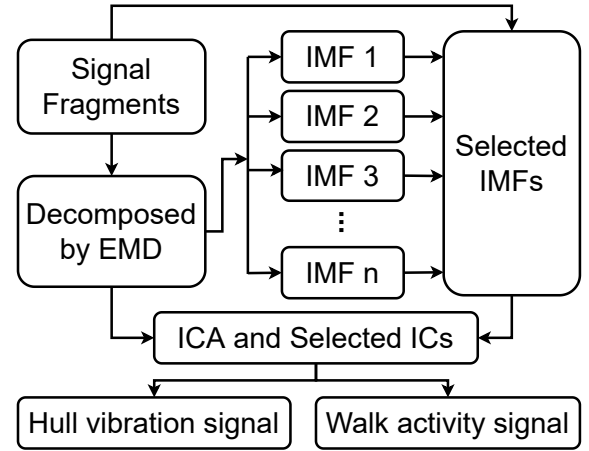 Signal
Fragments
Decomposed
by EMD
IMF 1
IMF 2
IMF 3
⋮
IMF n
Selected
IMFs
ICA and Selected ICs
Hull vibration signal
Walk activity signal